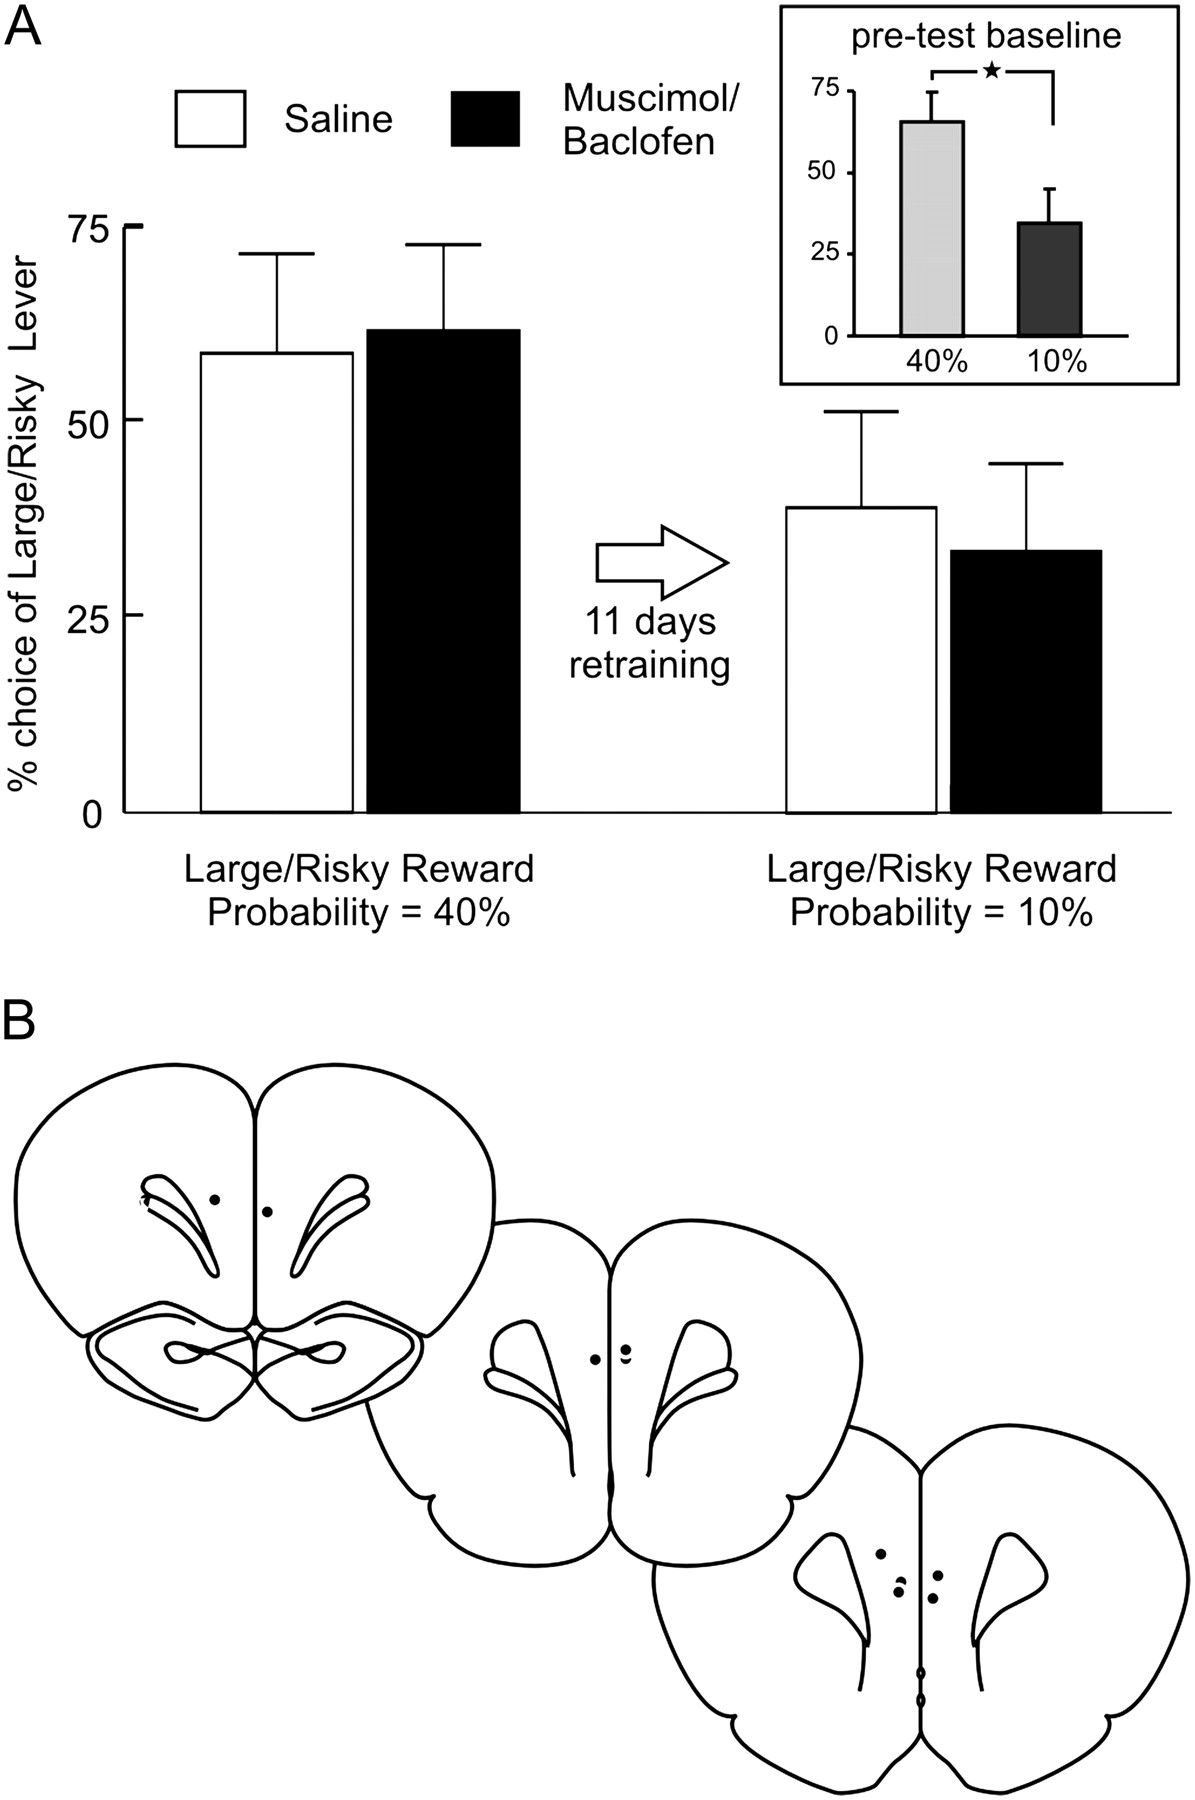 A
Saline
Muscimol/
Baclofen
pre-test baseline
75
50
25
0
40%
10%
% choice of Large/Risky Lever
75
50
25
0
11 days
retraining
Large/Risky Reward
Probability = 40%
Large/Risky Reward
Probability = 10%
B